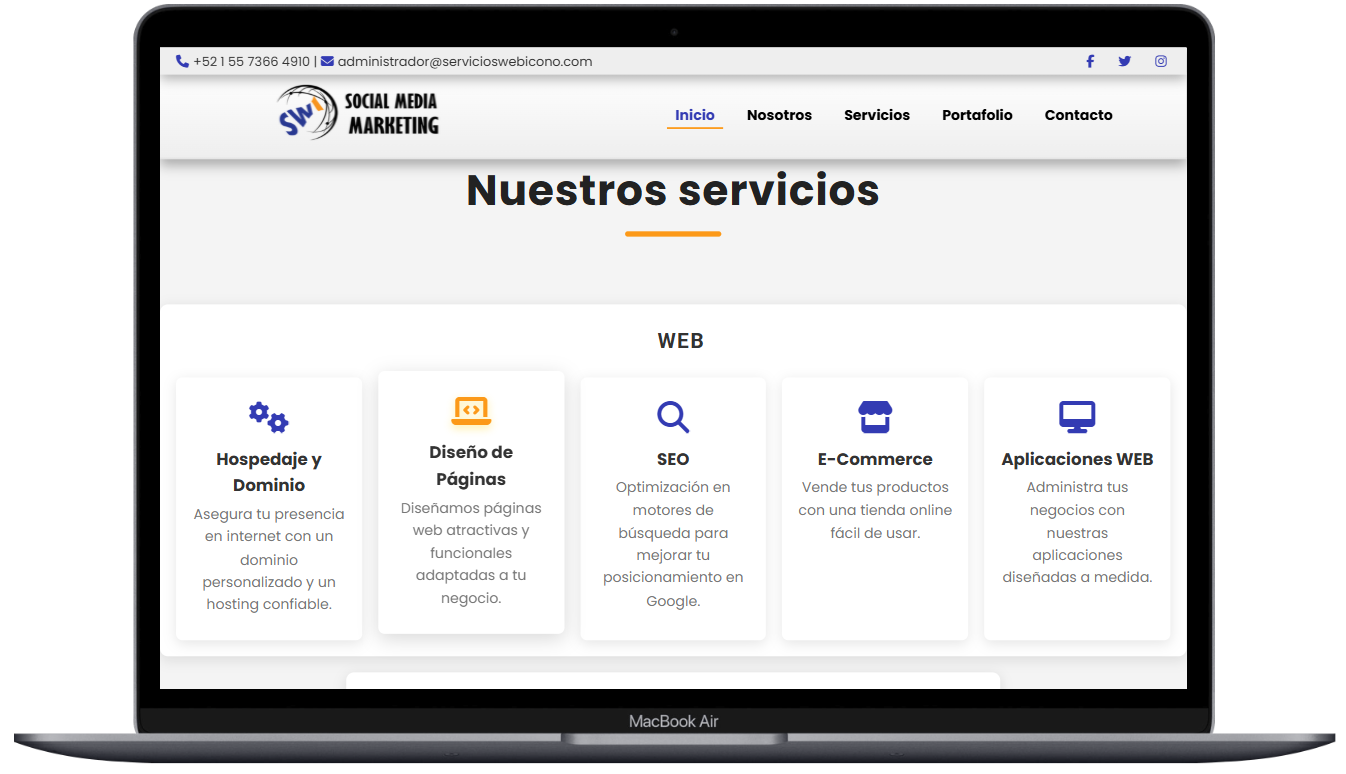 +52 1 55 7366 4910 | administrador@servicioswebicono.com
SWI SOCIAL MEDIA
MARKETING
Inicio Nosotros Servicios Portafolio Contacto
Nuestros servicios
WEB
Hospedaje y
Dominio
Asegura tu presencia
en internet con un
dominio
personalizado y un
hosting confiable.
Diseño de
Páginas
Diseñamos páginas
web atractivas y
funcionales
adaptadas a tu
negocio.
SEO
Optimización en
motores de
búsqueda para
mejorar tu
posicionamiento en
Google.
E-Commerce
Vende tus productos
con una tienda online
fácil de usar.
Aplicaciones WEB
Administra tus
negocios con
nuestras
aplicaciones
diseñadas a medida.
MacBook Air